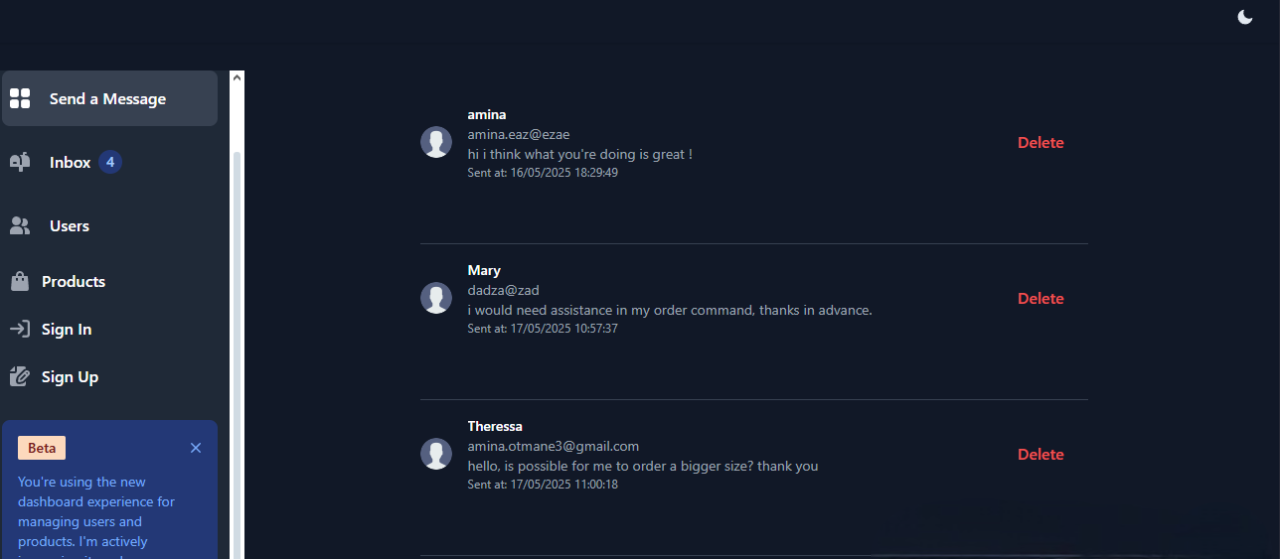 Send a Message
Inbox 4
Users
Products
Sign In
Sign Up
Beta
You're using the new
dashboard experience for
managing users and
products. I'm actively
amina
amina.eaz@ezae
hi i think what you're doing is great !
Sent at: 16/05/2025 18:29:49
Delete
Mary
dadza@zad
i would need assistance in my order command, thanks in advance.
Sent at: 17/05/2025 10:57:37
Delete
Theressa
amina.otmane3@gmail.com
hello, is possible for me to order a bigger size? thank you
Sent at: 17/05/2025 11:00:18
Delete